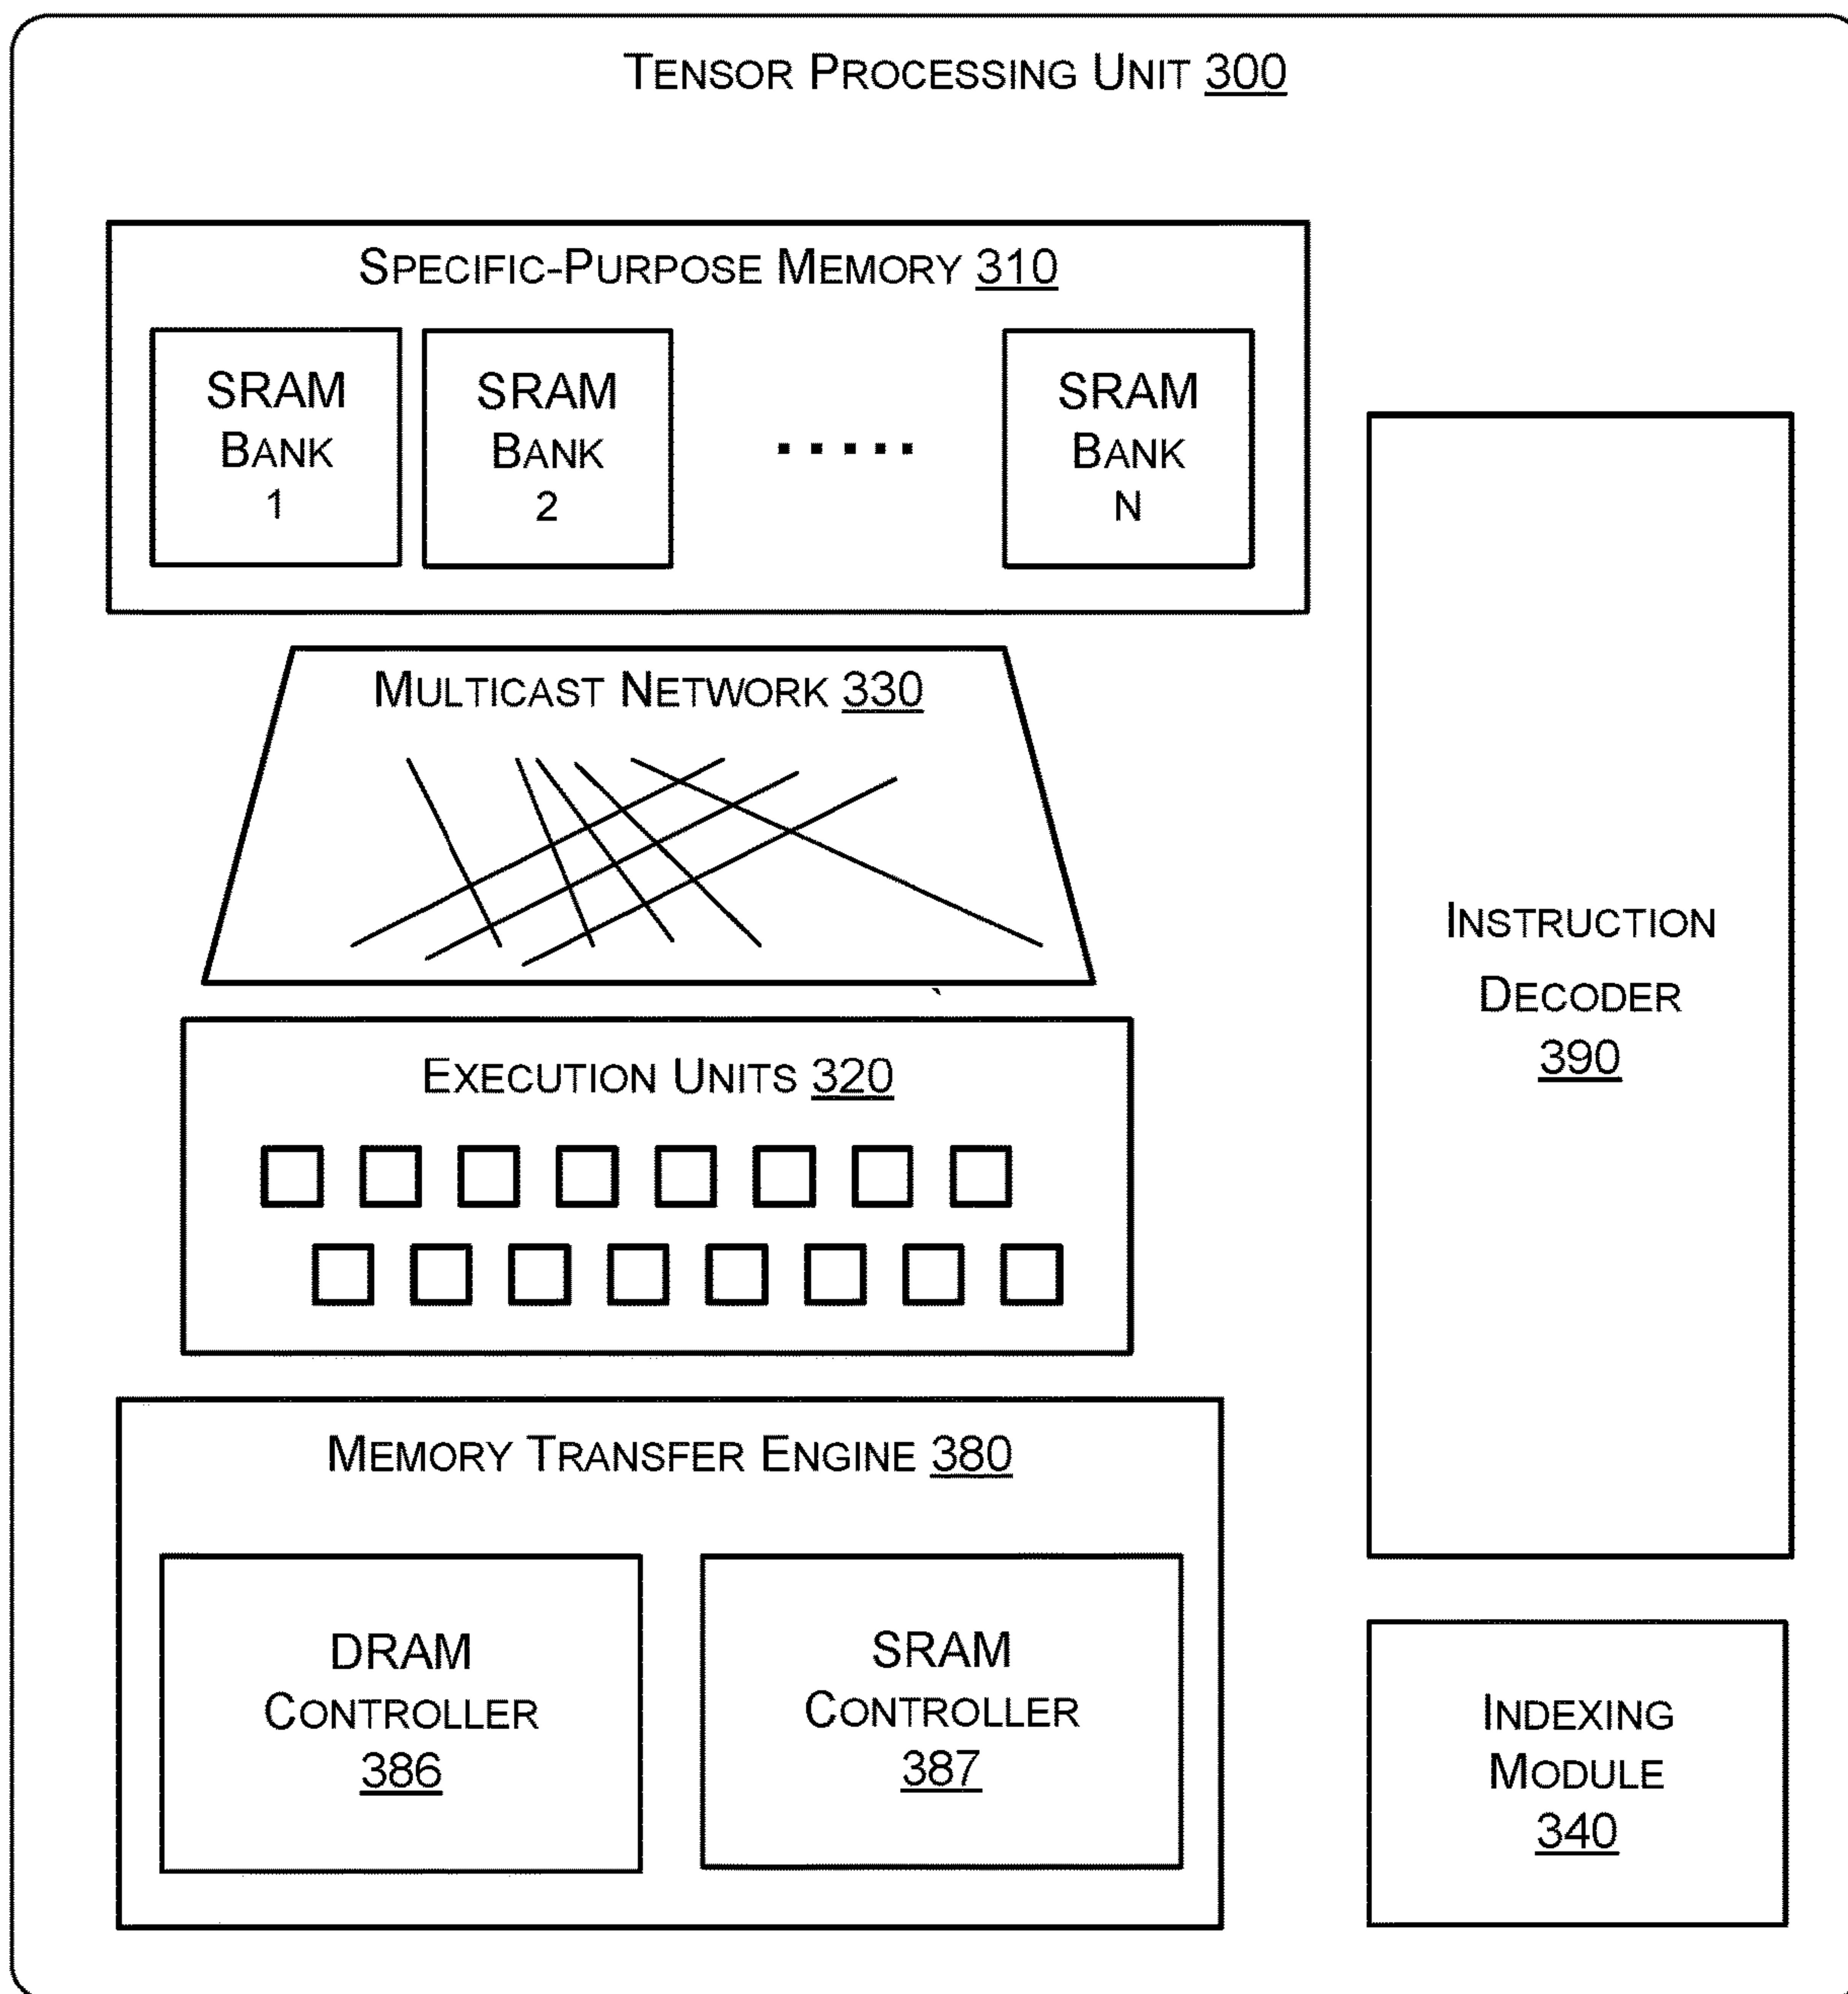 TENSOR PROCESSING UNIT 300
SPECIFIC-PURPOSE MEMORY 310
SRAM
BANK
1
SRAM
BANK
2
.....
SRAM
BANK
N
MULTICAST NETWORK 330
EXECUTION UNITS 320
MEMORY TRANSFER ENGINE 380
DRAM
CONTROLLER
386
SRAM
CONTROLLER
387
INSTRUCTION
DECODER
390
INDEXING
MODULE
340